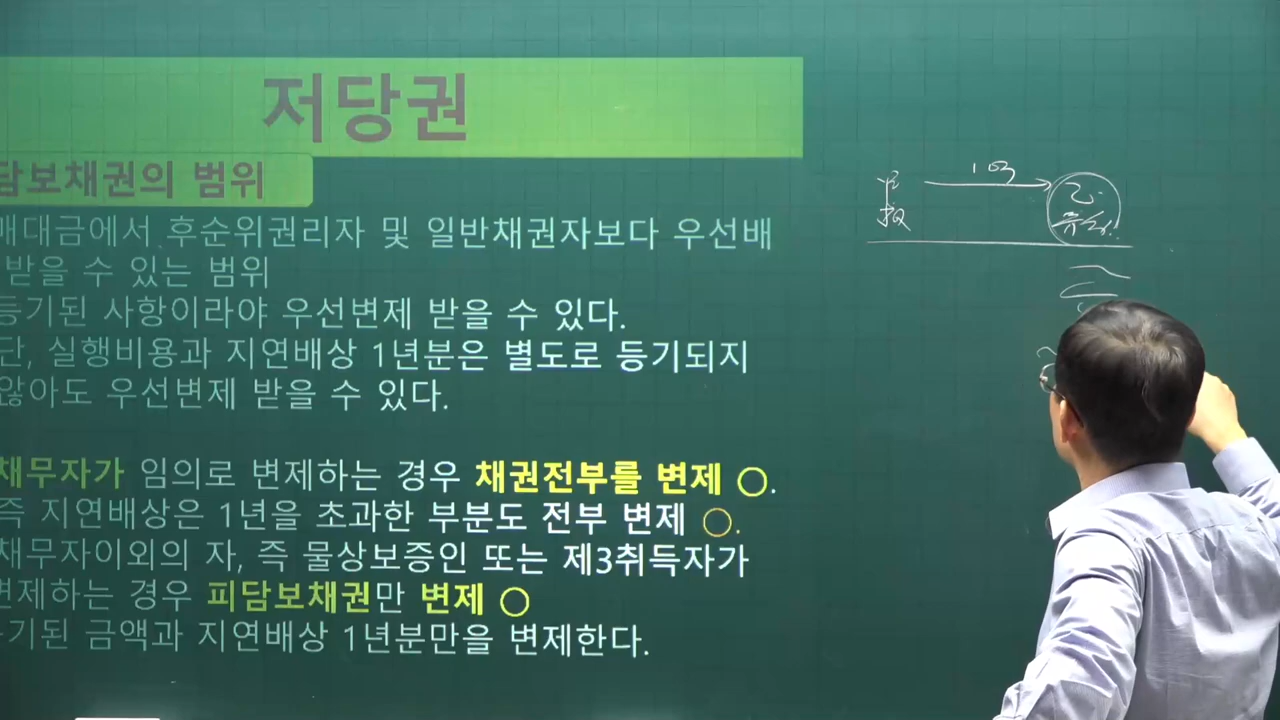 저당권
담보채권의 범위
매대금에서 후순위권리자 및 일반채권자보다 우선배
받을 수 있는 범위
등기된 사항이라야 우선변제 받을 수 있다.
단, 실행비용과 지연배상 1년분은 별도로 등기되지
않아도 우선변제 받을 수 있다.
채무자가 임의로 변제하는 경우 채권전부를 변제 ○.
즉 지연배상은 1년을 초과한 부분도 전부 변제 ○.
채무자이외의 자, 즉 물상보증인 또는 제3취득자가
변제하는 경우 피담보채권만 변제 ○
등기된 금액과 지연배상 1년분만을 변제한다.
1억
乙